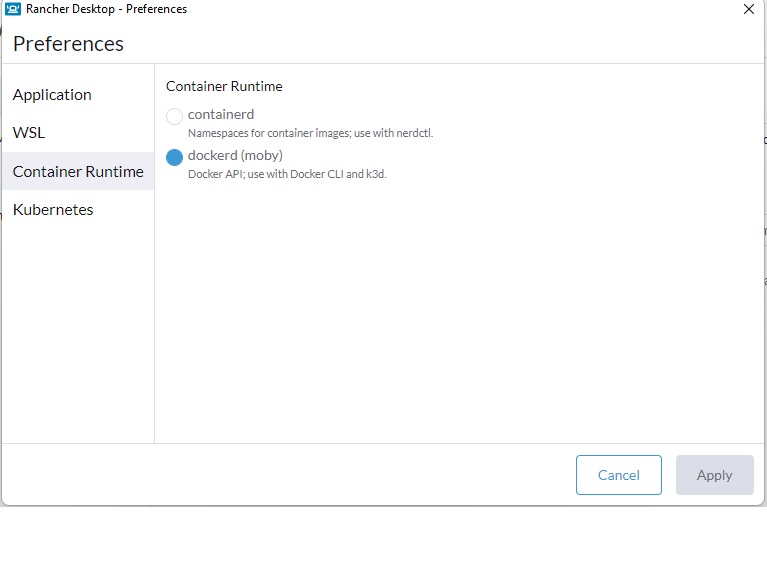 Rancher Desktop - Preferences
Preferences
Application
WSL
Container Runtime
Kubernetes
Container Runtime
containerd
Namespaces for container images; use with nerdctl.
dockerd (moby)
Docker API; use with Docker CLI and k3d.
Cancel
Apply